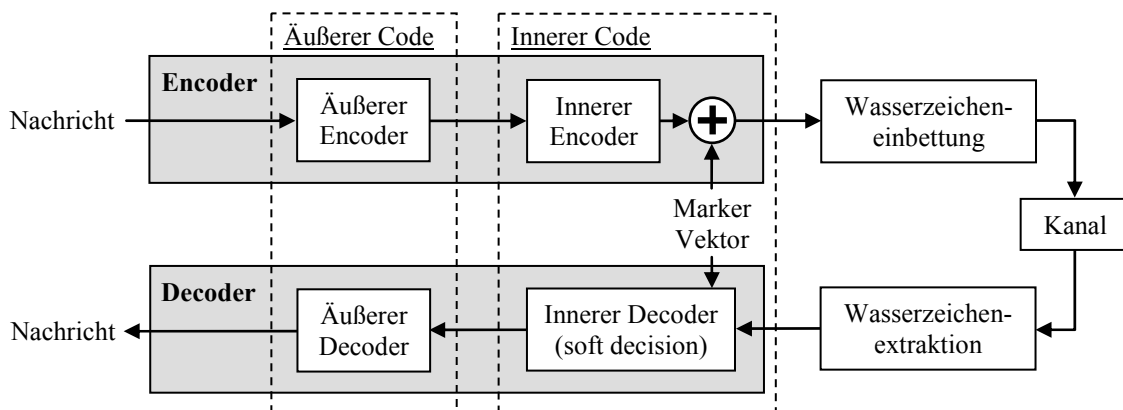 Äußerer Code
Innerer Code
Encoder
Nachricht
Äußerer
Encoder
Innerer
Encoder
+
Wasserzeichen-
einbettung
Marker
Vektor
Kanal
Decoder
Nachricht
Äußerer
Decoder
Innerer Decoder
(soft decision)
Wasserzeichen-
extraktion